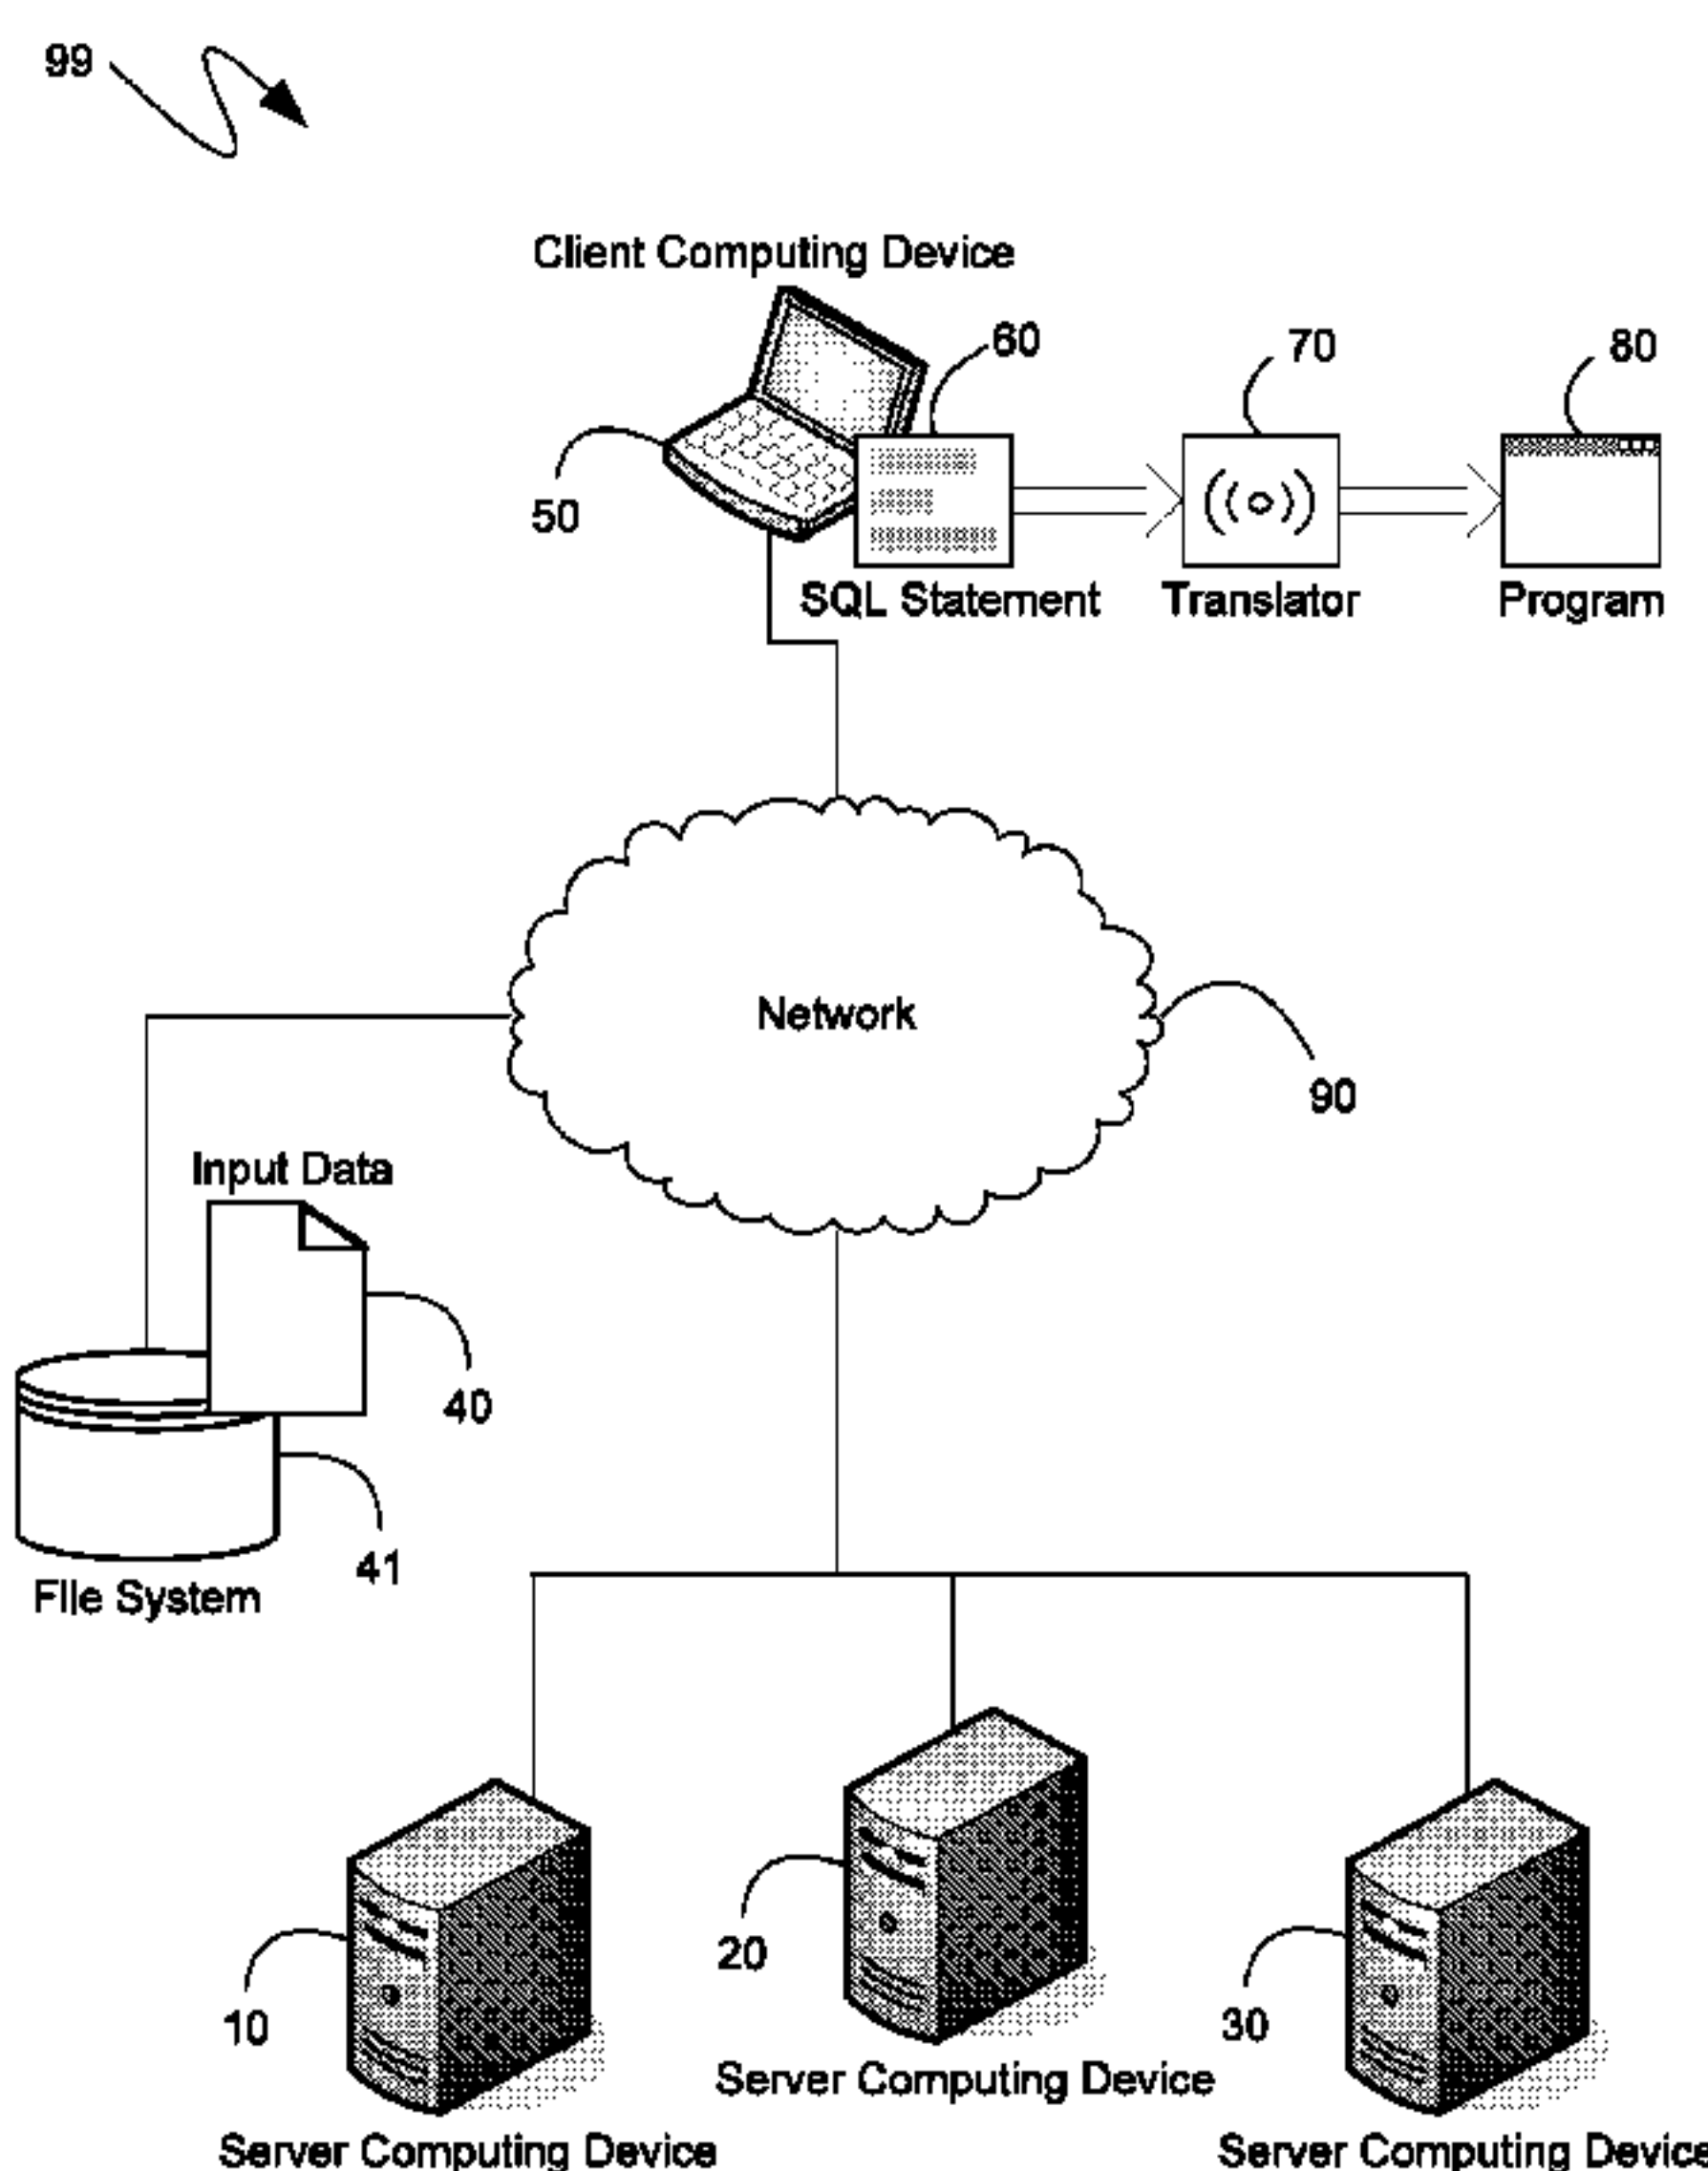 99
Client Computing Device
60
70
80
50
SQL Statement
Translator
Program
Network
90
Input Data
40
41
File System
20
10
30
Server Computing Device
Server Computing Device
Server Computing Device